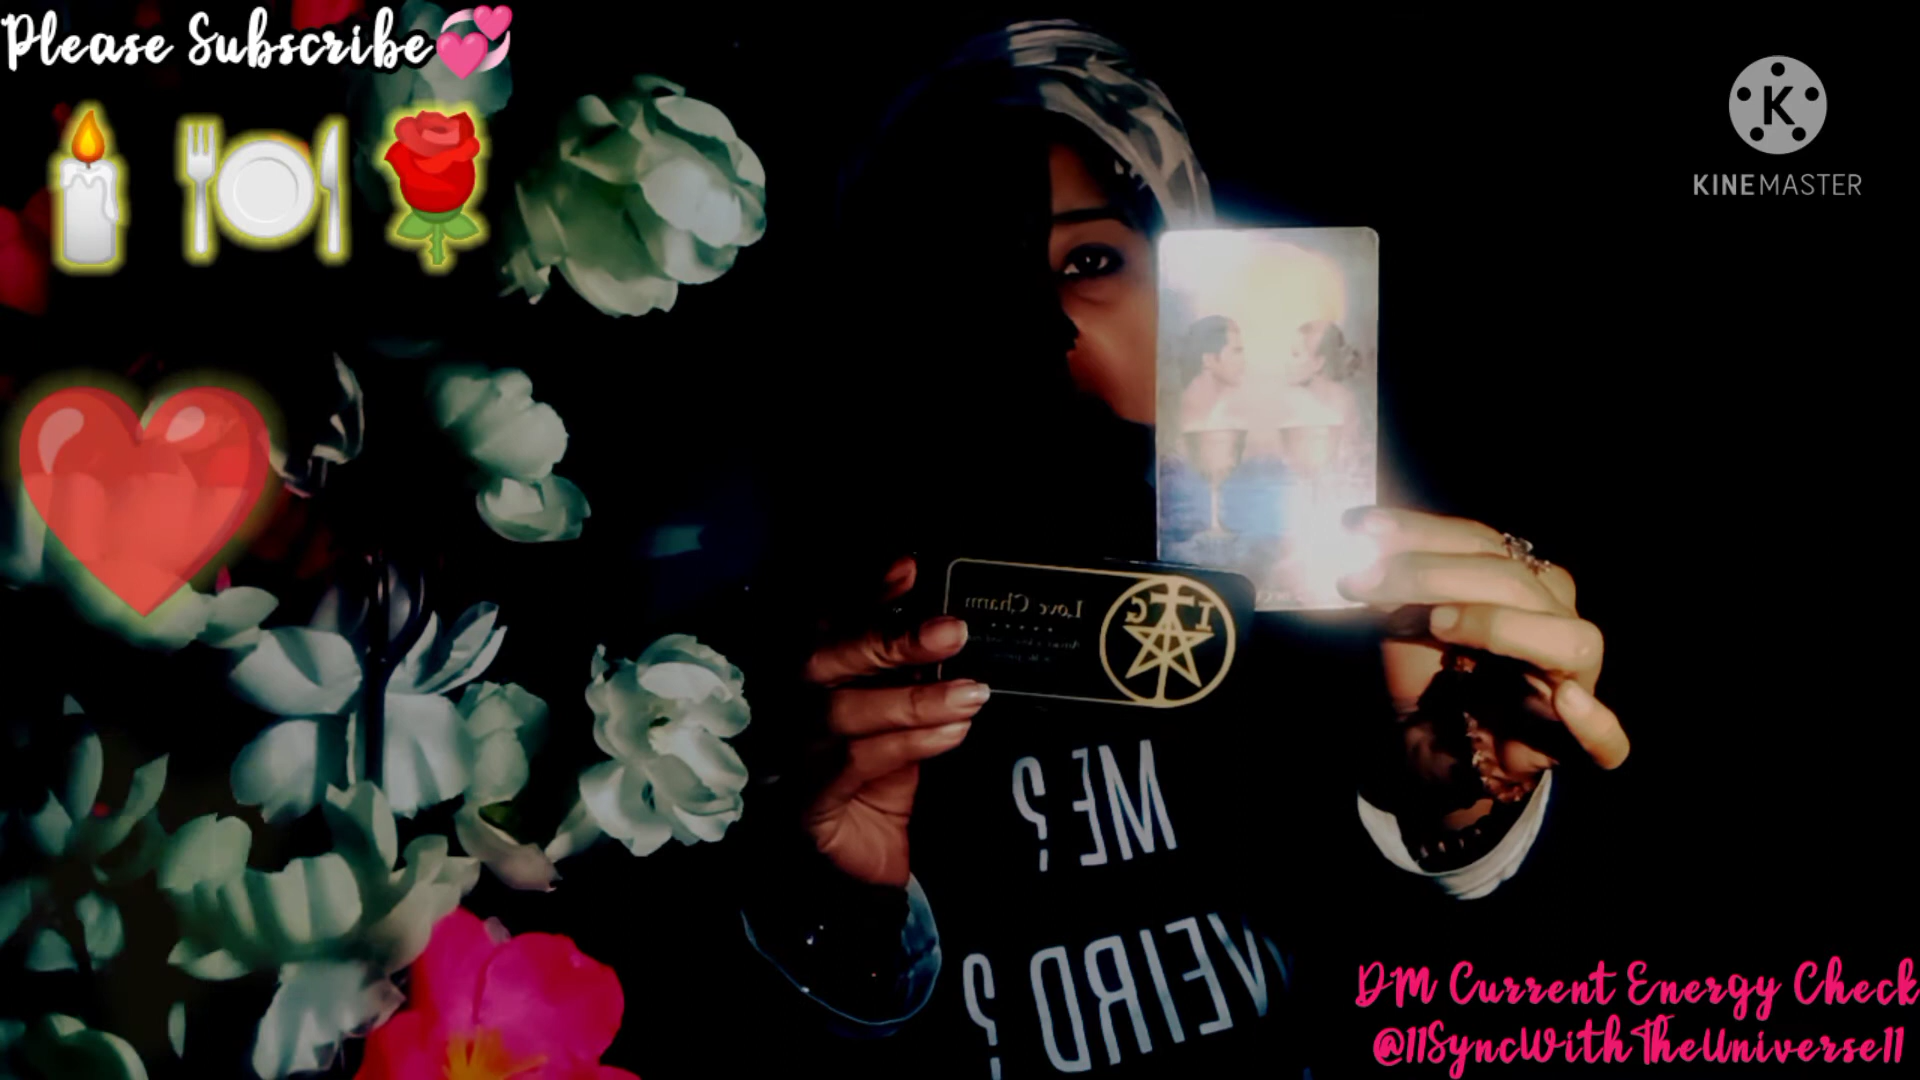 Please Subscribe
K
KINEMASTER
Love Charm
I T G
ME?
WEIRD?
DM Current Energy Check
@11SyncWithTheUniverse11